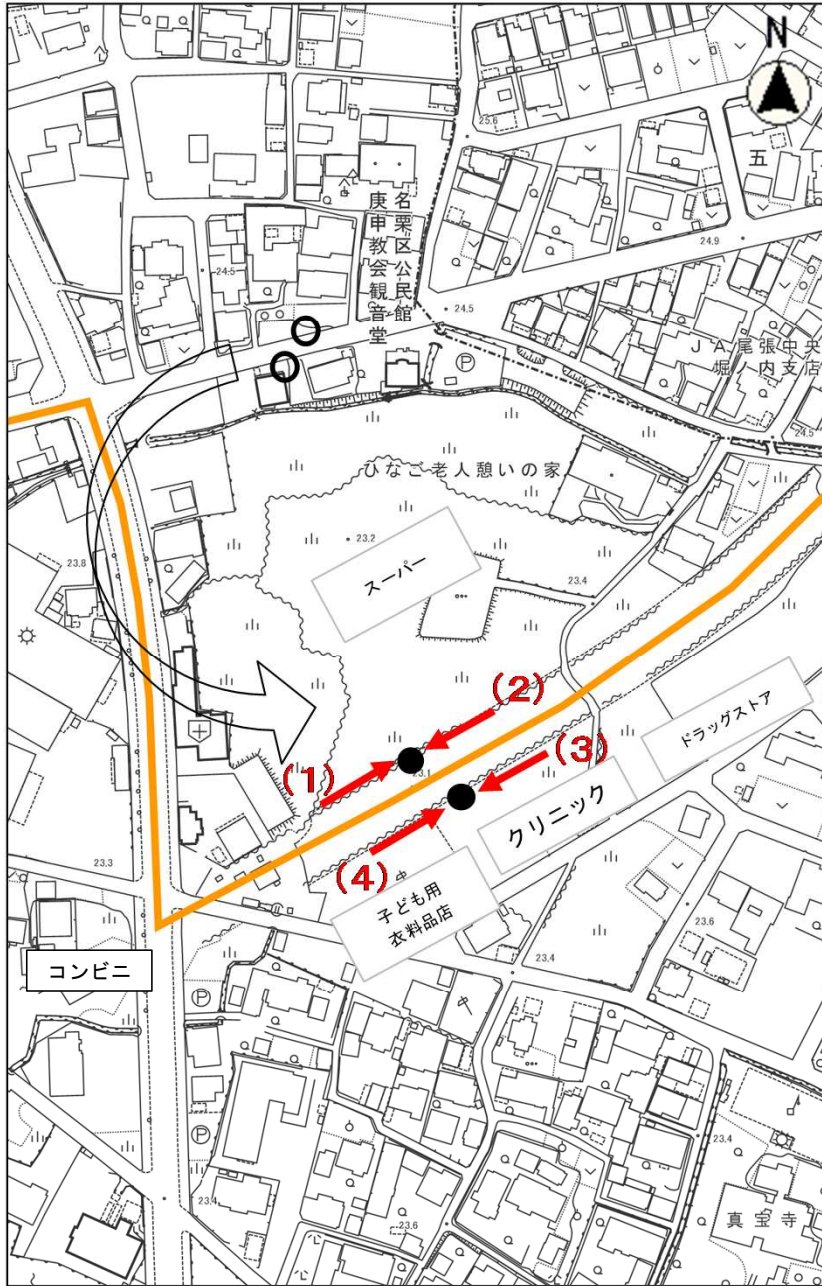 N
25.6
五
名栗区公民館
庚申教会観音堂
24.9
24.5
24.5
P
JA尾張中央
堀ノ内支店
24.5
ひなご老人憩いの家
23.2
23.8
スーパー
23.4
(2)
ドラッグストア
(3)
23.1
(1)
クリニック
(4)
23.3
子ども用
衣料品店
23.6
コンビニ
23.4
P
P
23.4
23.4
23.6
真宝寺